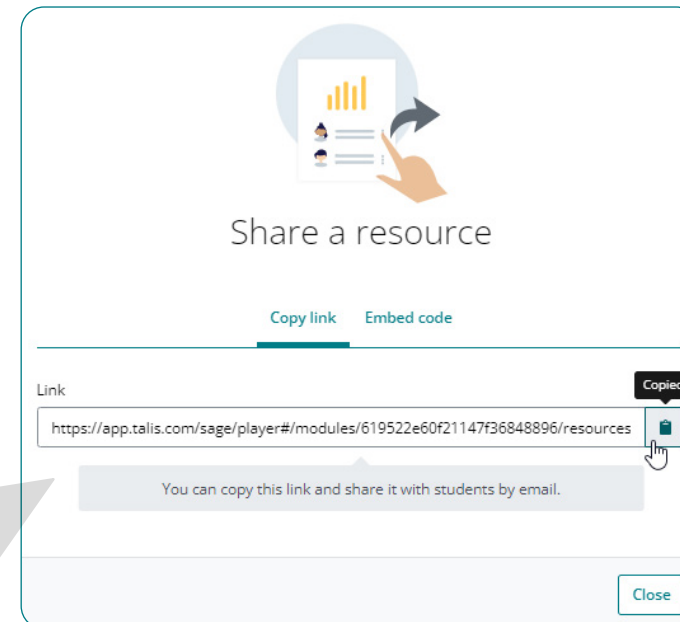 Share a resource
Copy link Embed code
Link
Copied
https://app.talis.com/sage/player#/modules/619522e60f21147f36848896/resources
You can copy this link and share it with students by email.
Close